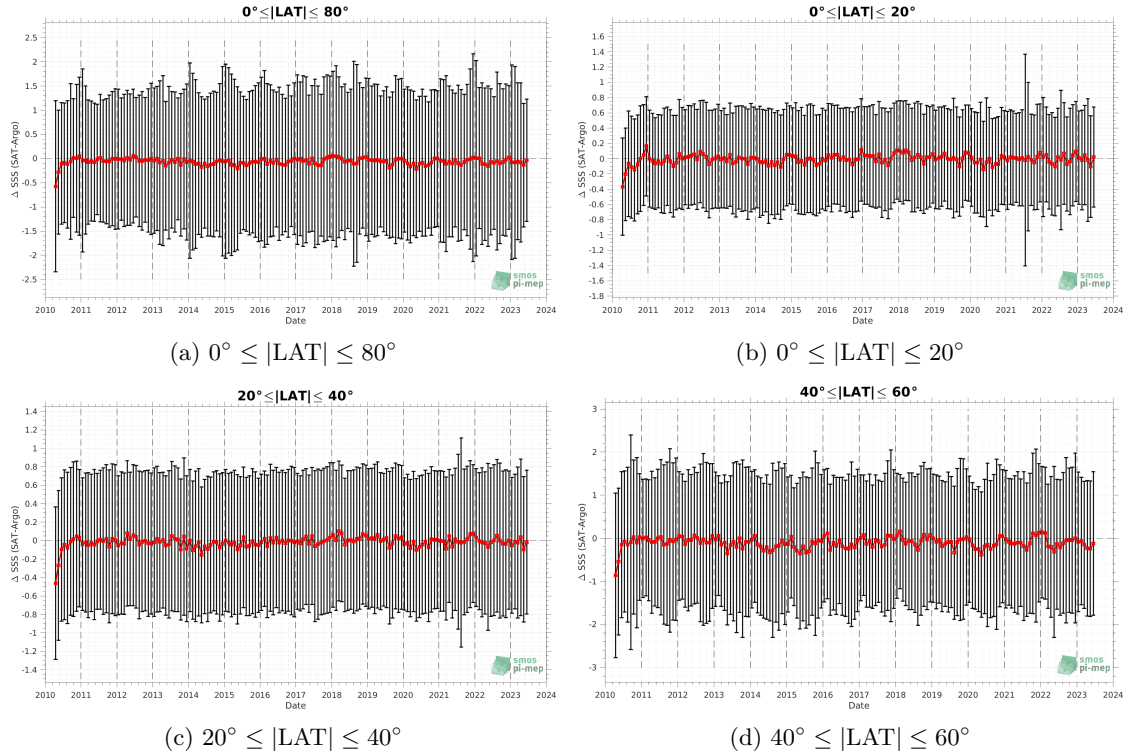 0°≤|LAT|≤ 80°
2.5
2
1.5
1
0.5
0
-0.5
-1
-1.5
-2
-2.5
Δ SSS (SAT-Argo)
2010 2011 2012 2013 2014 2015 2016 2017 2018 2019 2020 2021 2022 2023 2024
Date
smos
pi-mep
(a) 0° ≤ |LAT| ≤ 80°
0°≤|LAT|≤ 20°
1.6
1.4
1.2
1
0.8
0.6
0.4
0.2
0
-0.2
-0.4
-0.6
-0.8
-1
-1.2
-1.4
-1.6
-1.8
Δ SSS (SAT-Argo)
2010 2011 2012 2013 2014 2015 2016 2017 2018 2019 2020 2021 2022 2023 2024
Date
smos
pi-mep
(b) 0° ≤ |LAT| ≤ 20°
20°≤|LAT|≤ 40°
1.4
1.2
1
0.8
0.6
0.4
0.2
0
-0.2
-0.4
-0.6
-0.8
-1
-1.2
-1.4
Δ SSS (SAT-Argo)
2010 2011 2012 2013 2014 2015 2016 2017 2018 2019 2020 2021 2022 2023 2024
Date
smos
pi-mep
(c) 20° ≤ |LAT| ≤ 40°
40°≤|LAT|≤ 60°
3
2
1
0
-1
-2
-3
Δ SSS (SAT-Argo)
2010 2011 2012 2013 2014 2015 2016 2017 2018 2019 2020 2021 2022 2023 2024
Date
smos
pi-mep
(d) 40° ≤ |LAT| ≤ 60°